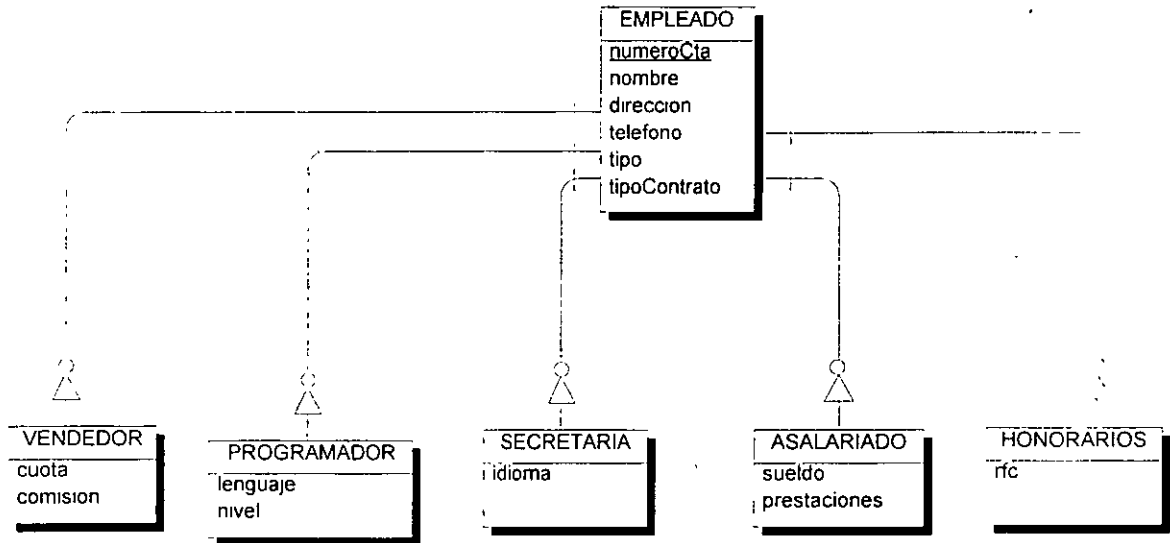 EMPLEADO
numeroCta
nombre
direccion
telefono
tipo
tipoContrato
VENDEDOR
cuota
comision
PROGRAMADOR
lenguaje
nivel
SECRETARIA
idioma
ASALARIADO
sueldo
prestaciones
HONORARIOS
rfc